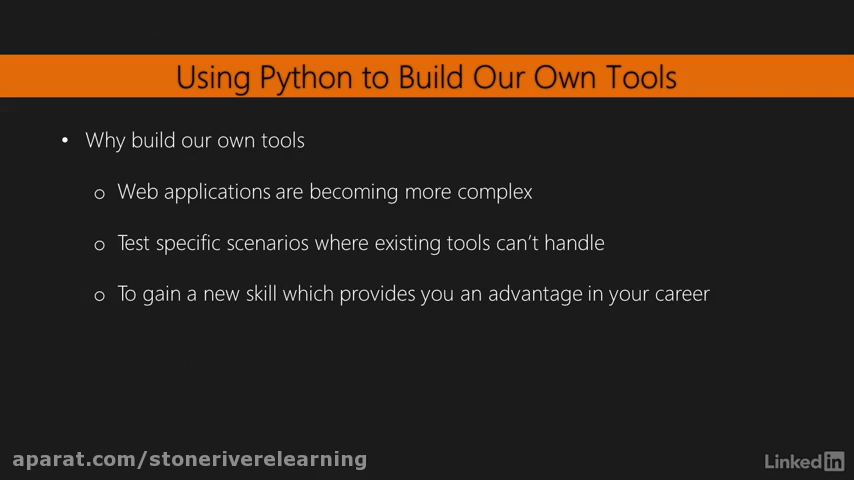 Using Python to Build Our Own Tools
• Why build our own tools
o Web applications are becoming more complex
o Test specific scenarios where existing tools can't handle
o To gain a new skill which provides you an advantage in your career
aparat.com/stoneriverelearning
Linked in